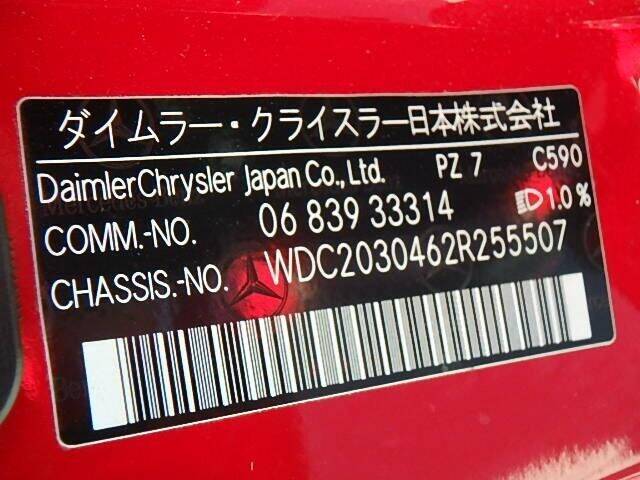 ダイムラー・クライスラー日本株式会社
DaimlerChrysler Japan Co., Ltd. PZ 7 C590
COMM.-NO. 06 839 33314 1.0%
CHASSIS.-NO. WDC2030462R255507